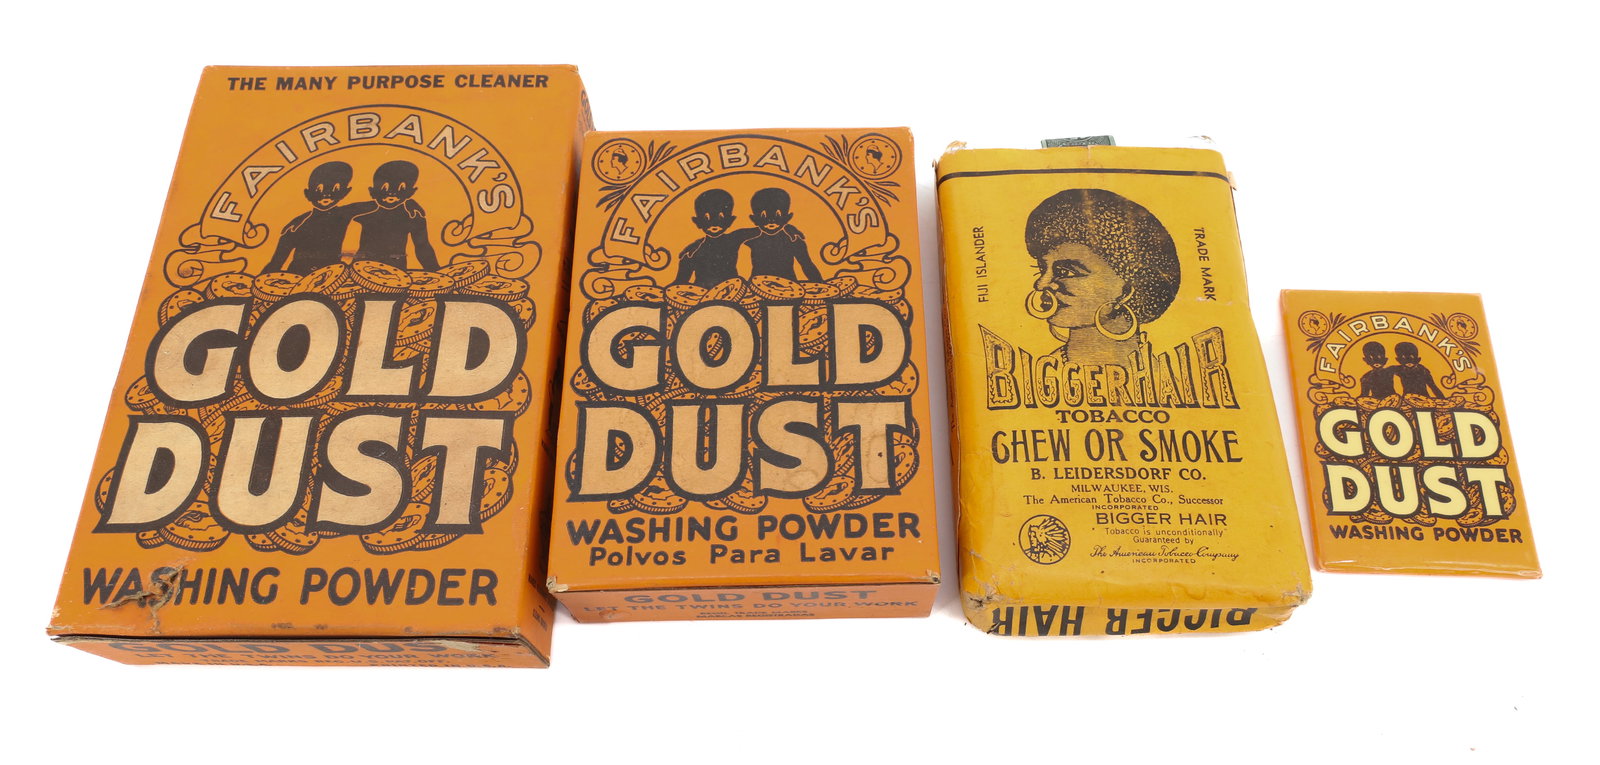 THE MANY PURPOSE CLEANER
FAIRBANK'S
GOLD
DUST
WASHING POWDER
GOLD DUST
FAIRBANK'S
GOLD
DUST
WASHING POWDER
Polvos Para Lavar
GOLD DUST
LET THE TWINS DO YOUR WORK
FIJI ISLANDER
TRADE MARK
BIGGER HAIR
TOBACCO
CHEW OR SMOKE
B. LEIDERSDORF CO.
MILWAUKEE, WIS.
The American Tobacco Co., Successor
INCORPORATED
BIGGER HAIR
Tobacco is unconditionally
Guaranteed by
The American Tobacco Company
INCORPORATED
BIGGER HAIR
FAIRBANK'S
GOLD
DUST
WASHING POWDER